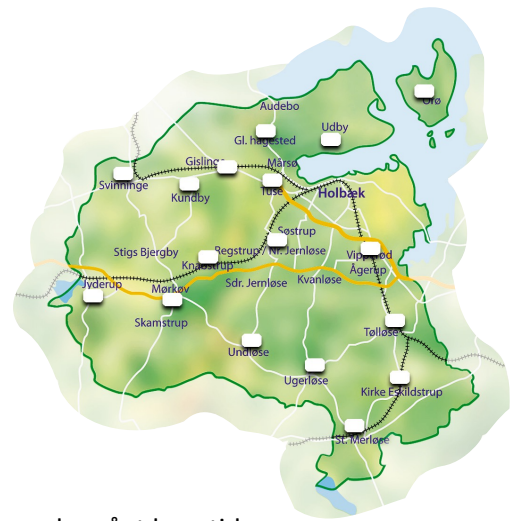 Orø
Audebo
Udby
Gl. hagested
Gislinge
Mårsø
Svinninge
Tuse
Holbæk
Kundby
Søstrup
Stigs Bjergby
Regstrup
Nr. Jernløse
Vipperød
Knabstrup
Ågerup
Jyderup
Mørkøv
Sdr. Jernløse
Kvanløse
Skamstrup
Tølløse
Undløse
Ugerløse
Kirke Eskildstrup
St. Merløse